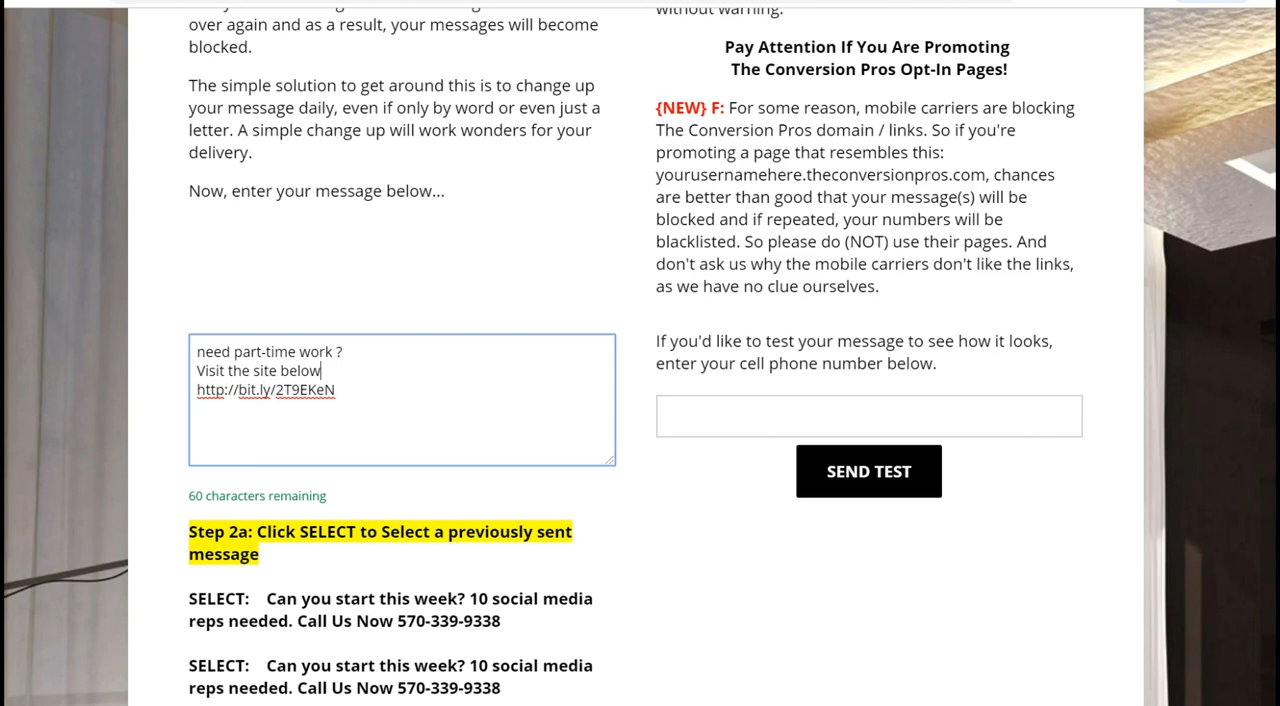 over again and as a result, your messages will become
blocked.
The simple solution to get around this is to change up
your message daily, even if only by word or even just a
letter. A simple change up will work wonders for your
delivery.
Now, enter your message below...
need part-time work ?
Visit the site below
http://bit.ly/2T9EKeN
60 characters remaining
Step 2a: Click SELECT to Select a previously sent
message
SELECT: Can you start this week? 10 social media
reps needed. Call Us Now 570-339-9338
SELECT: Can you start this week? 10 social media
reps needed. Call Us Now 570-339-9338
without warning.
Pay Attention If You Are Promoting
The Conversion Pros Opt-In Pages!
{NEW} F: For some reason, mobile carriers are blocking
The Conversion Pros domain / links. So if you're
promoting a page that resembles this:
yourusernamehere.theconversionpros.com, chances
are better than good that your message(s) will be
blocked and if repeated, your numbers will be
blacklisted. So please do (NOT) use their pages. And
don't ask us why the mobile carriers don't like the links,
as we have no clue ourselves.
If you'd like to test your message to see how it looks,
enter your cell phone number below.
SEND TEST